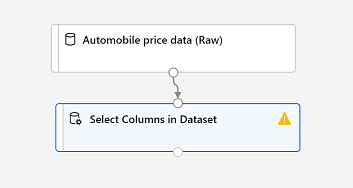 Automobile price data (Raw)
Select Columns in Dataset